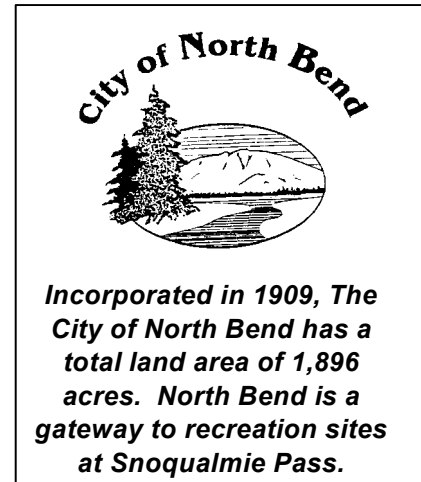 City of North Bend
Incorporated in 1909, The
City of North Bend has a
total land area of 1,896
acres.  North Bend is a
gateway to recreation sites
at Snoqualmie Pass.